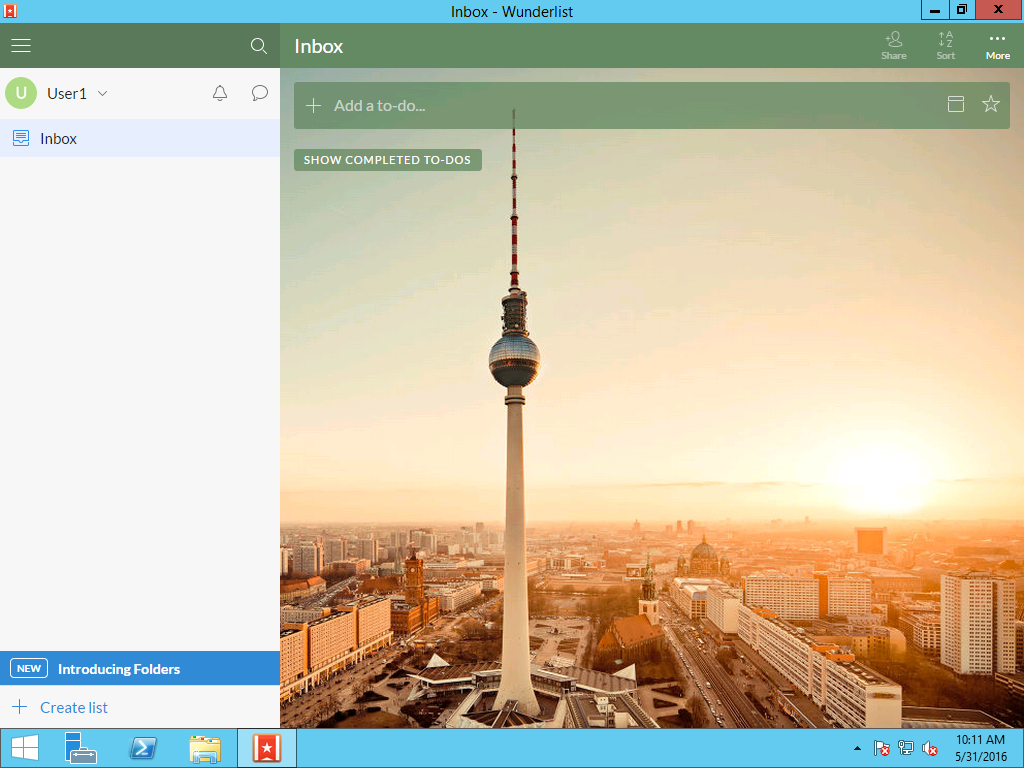 Inbox - Wunderlist
Inbox
Share
Sort
More
U
User1
Add a to-do...
Inbox
SHOW COMPLETED TO-DOS
NEW
Introducing Folders
Create list
10:11 AM
5/31/2016